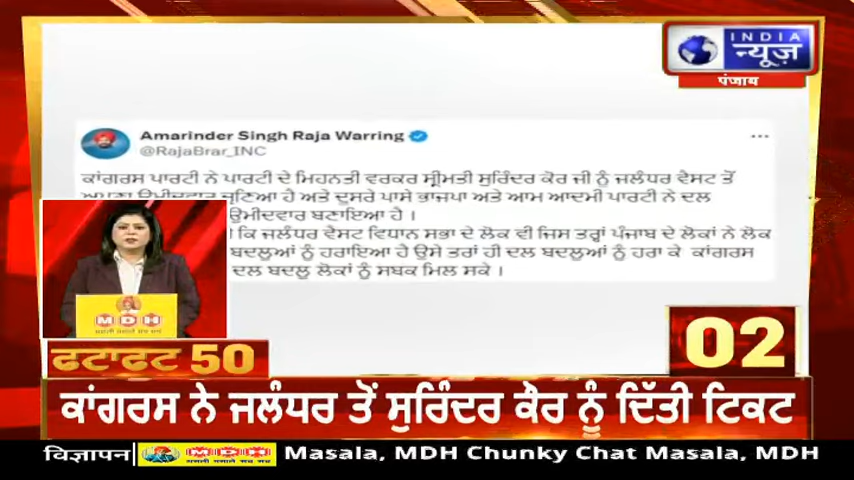 INDIA
न्यूज़
ਪੰਜਾਬ
Amarinder Singh Raja Warring
@RajaBrar_INC
ਕਾਂਗਰਸ ਪਾਰਟੀ ਨੇ ਪਾਰਟੀ ਦੇ ਮਿਹਨਤੀ ਵਰਕਰ ਸ੍ਰੀਮਤੀ ਸੁਰਿੰਦਰ ਕੌਰ ਜੀ ਨੂੰ ਜਲੰਧਰ ਵੈਸਟ ਤੋਂ
ਆਪਣਾ ਉਮੀਦਵਾਰ ਚੁਣਿਆ ਹੈ ਅਤੇ ਦੂਸਰੇ ਪਾਸੇ ਭਾਜਪਾ ਅਤੇ ਆਮ ਆਦਮੀ ਪਾਰਟੀ ਨੇ ਦਲ
ਉਮੀਦਵਾਰ ਬਣਾਇਆ ਹੈ ।
ਕਿ ਜਲੰਧਰ ਵੈਸਟ ਵਿਧਾਨ ਸਭਾ ਦੇ ਲੋਕ ਵੀ ਜਿਸ ਤਰ੍ਹਾਂ ਪੰਜਾਬ ਦੇ ਲੋਕਾਂ ਨੇ ਲੋਕ
ਬਦਲੂਆਂ ਨੂੰ ਹਰਾਇਆ ਹੈ ਉਸੇ ਤਰਾਂ ਹੀ ਦਲ ਬਦਲੂਆਂ ਨੂੰ ਹਰਾ ਕੇ ਕਾਂਗਰਸ
ਦਲ ਬਦਲੂ ਲੋਕਾਂ ਨੂੰ ਸਬਕ ਮਿਲ ਸਕੇ ।
MDH
ਫਟਾਫਟ 50
02
ਕਾਂਗਰਸ ਨੇ ਜਲੰਧਰ ਤੋਂ ਸੁਰਿੰਦਰ ਕੌਰ ਨੂੰ ਦਿੱਤੀ ਟਿਕਟ
विज्ञापन MDH Masala, MDH Chunky Chat Masala, MDH